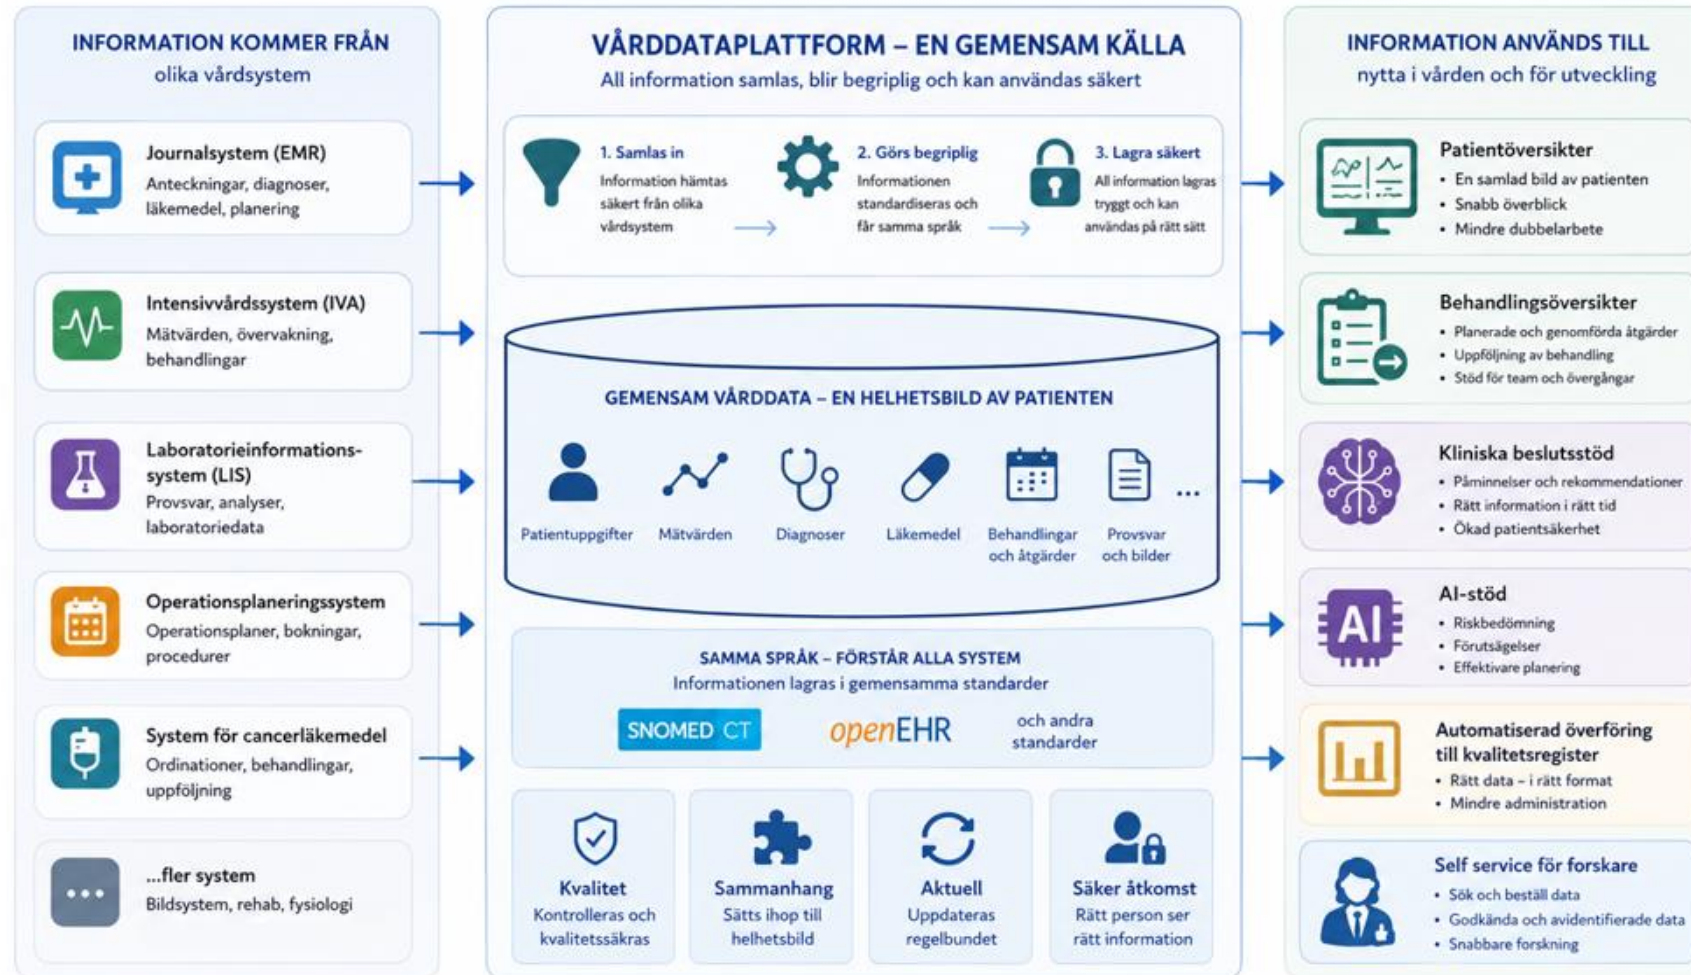 INFORMATION KOMMER FRÅN
olika vårdsystem
Journalsystem (EMR)
Anteckningar, diagnoser,
läkemedel, planering
Intensivvårdssystem (IVA)
Mätvärden, övervakning,
behandlingar
Laboratorieinformations-
system (LIS)
Provsvar, analyser,
laboratoriedata
Operationsplaneringssystem
Operationsplaner, bokningar,
procedurer
System för cancerläkemedel
Ordinationer, behandlingar,
uppföljning
...fler system
Bildsystem, rehab, fysiologi
VÅRDDATAPLATTFORM – EN GEMENSAM KÄLLA
All information samlas, blir begriplig och kan användas säkert
1. Samlas in
Information hämtas
säkert från olika
vårdsystem
2. Görs begriplig
Informationen
standardiseras och
får samma språk
3. Lagra säkert
All information lagras
tryggt och kan
användas på rätt sätt
GEMENSAM VÅRDDATA – EN HELHETSBILD AV PATIENTEN
Patientuppgifter
Mätvärden
Diagnoser
Läkemedel
Behandlingar
och åtgärder
Provsvar
och bilder
...
SAMMA SPRÅK – FÖRSTÅR ALLA SYSTEM
Informationen lagras i gemensamma standarder
SNOMED CT
openEHR
och andra
standarder
Kvalitet
Kontrolleras och
kvalitetssäkras
Sammanhang
Sätts ihop till
helhetsbild
Aktuell
Uppdateras
regelbundet
Säker åtkomst
Rätt person ser
rätt information
INFORMATION ANVÄNDS TILL
nytta i vården och för utveckling
Patientöversikter
• En samlad bild av patienten
• Snabb överblick
• Mindre dubbelarbete
Behandlingsöversikter
• Planerade och genomförda åtgärder
• Uppföljning av behandling
• Stöd för team och övergångar
Kliniska beslutsstöd
• Påminnelser och rekommendationer
• Rätt information i rätt tid
• Ökad patientsäkerhet
AI
AI-stöd
• Riskbedömning
• Förutsägelser
• Effektivare planering
Automatiserad överföring
till kvalitetsregister
• Rätt data – i rätt format
• Mindre administration
Self service för forskare
• Sök och beställ data
• Godkända och avidentifierade data
• Snabbare forskning